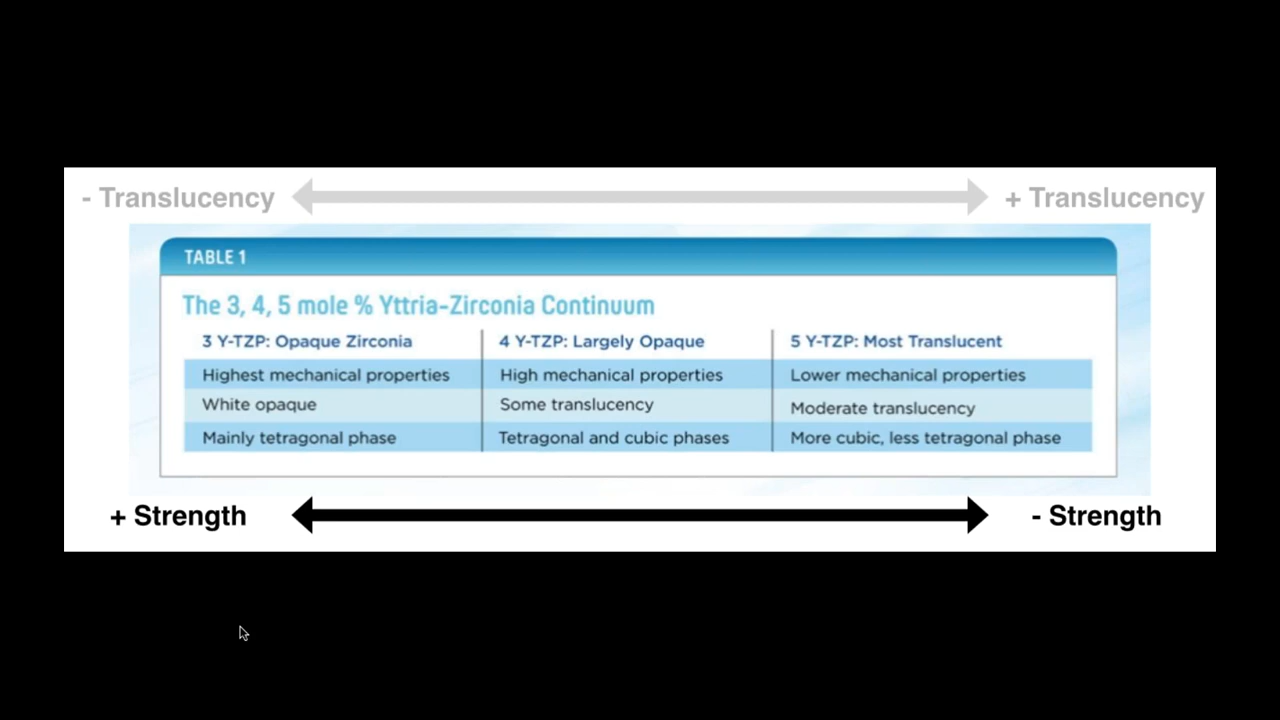 - Translucency + Translucency
TABLE 1
The 3, 4, 5 mole % Yttria-Zirconia Continuum
3 Y-TZP: Opaque Zirconia 4 Y-TZP: Largely Opaque 5 Y-TZP: Most Translucent
Highest mechanical properties High mechanical properties Lower mechanical properties
White opaque Some translucency Moderate translucency
Mainly tetragonal phase Tetragonal and cubic phases More cubic, less tetragonal phase
+ Strength - Strength